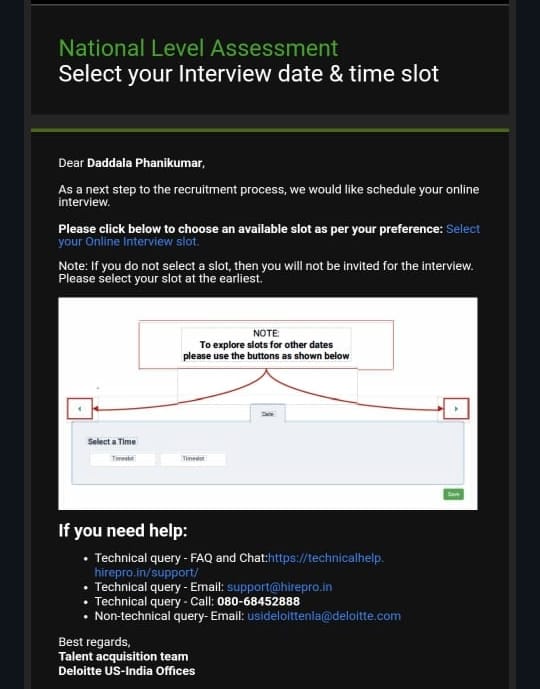 National Level Assessment
Select your Interview date & time slot
Dear Daddala Phanikumar,
As a next step to the recruitment process, we would like schedule your online
interview.
Please click below to choose an available slot as per your preference: Select
your Online Interview slot.
Note: If you do not select a slot, then you will not be invited for the interview.
Please select your slot at the earliest.
NOTE:
To explore slots for other dates
please use the buttons as shown below
Date
Select a Time
Timeslot Timeslot
Save
If you need help:
• Technical query - FAQ and Chat:https://technicalhelp.
hirepro.in/support/
• Technical query - Email: support@hirepro.in
• Technical query - Call: 080-68452888
• Non-technical query- Email: usideloittenla@deloitte.com
Best regards,
Talent acquisition team
Deloitte US-India Offices